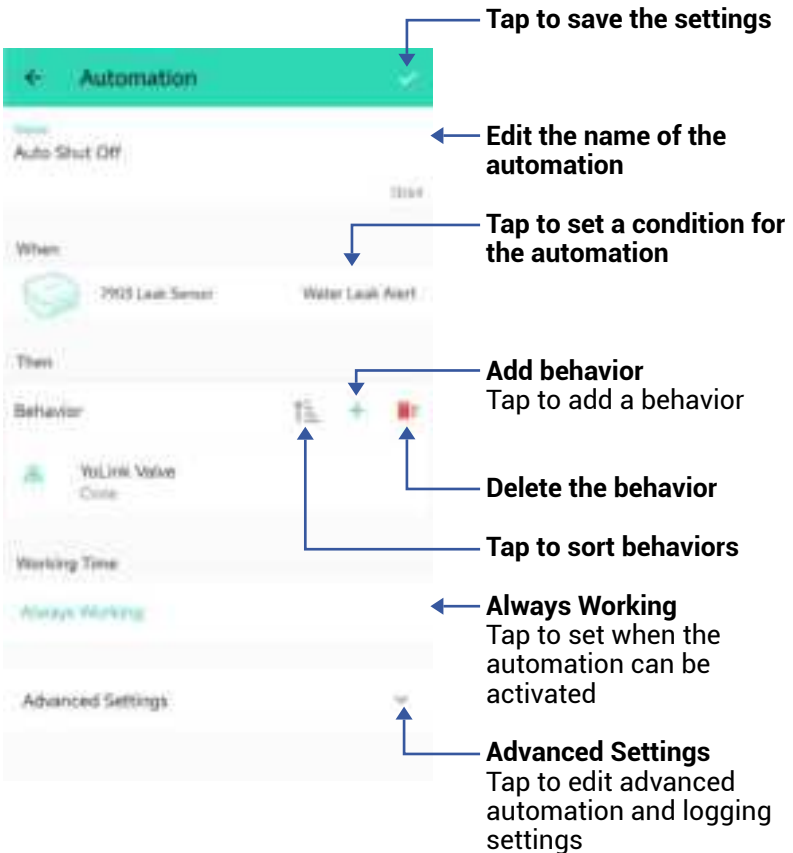 Tap to save the settings
Automation
Edit the name of the
automation
Auto Shut Off
Tap to set a condition for
the automation
When
Leak Sensor
Water Leak Alert
Then
Add behavior
Tap to add a behavior
Behavior
YoLink Valve
Close
Delete the behavior
Tap to sort behaviors
Working Time
Always Working
Always Working
Tap to set when the
automation can be
activated
Advanced Settings
Advanced Settings
Tap to edit advanced
automation and logging
settings